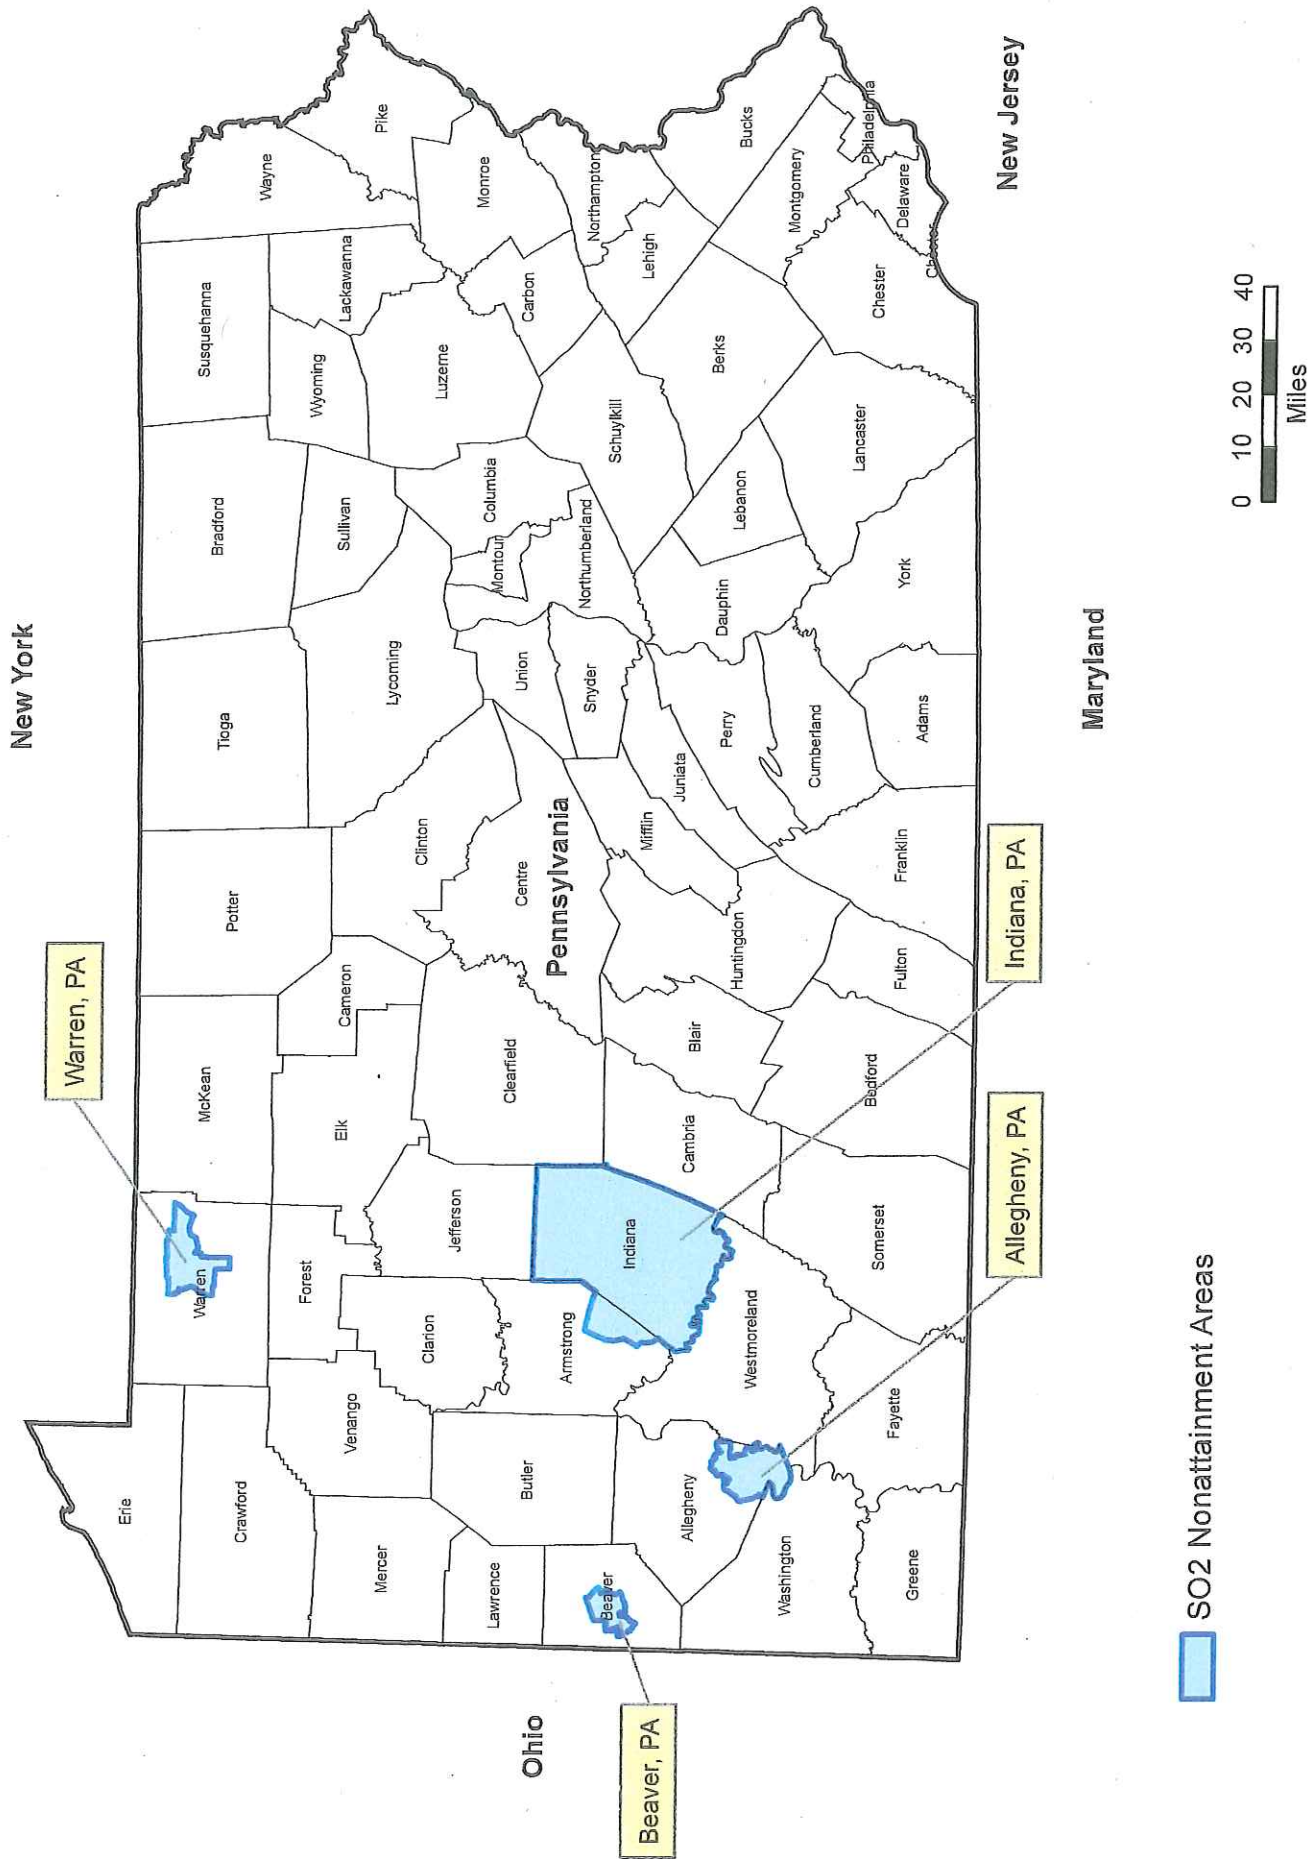 New York
Warren, PA
Erie
Crawford
Warren
McKean
Potter
Tioga
Bradford
Susquehanna
Wayne
Wyoming
Lackawanna
Pike
Mercer
Venango
Forest
Elk
Cameron
Clinton
Lycoming
Sullivan
Luzerne
Monroe
Lawrence
Butler
Clarion
Jefferson
Clearfield
Centre
Union
Montour
Columbia
Carbon
Northampton
Pennsylvania
Ohio
Beaver
Beaver, PA
Armstrong
Indiana
Snyder
Northumberland
Schuylkill
Lehigh
Allegheny
Westmoreland
Cambria
Blair
Huntingdon
Mifflin
Juniata
Perry
Dauphin
Lebanon
Berks
Bucks
Montgomery
Philadelphia
Washington
Cumberland
Lancaster
Chester
Delaware
Greene
Fayette
Somerset
Bedford
Fulton
Franklin
Adams
York
Allegheny, PA
Indiana, PA
New Jersey
Maryland
SO2 Nonattainment Areas
0 10 20 30 40
Miles